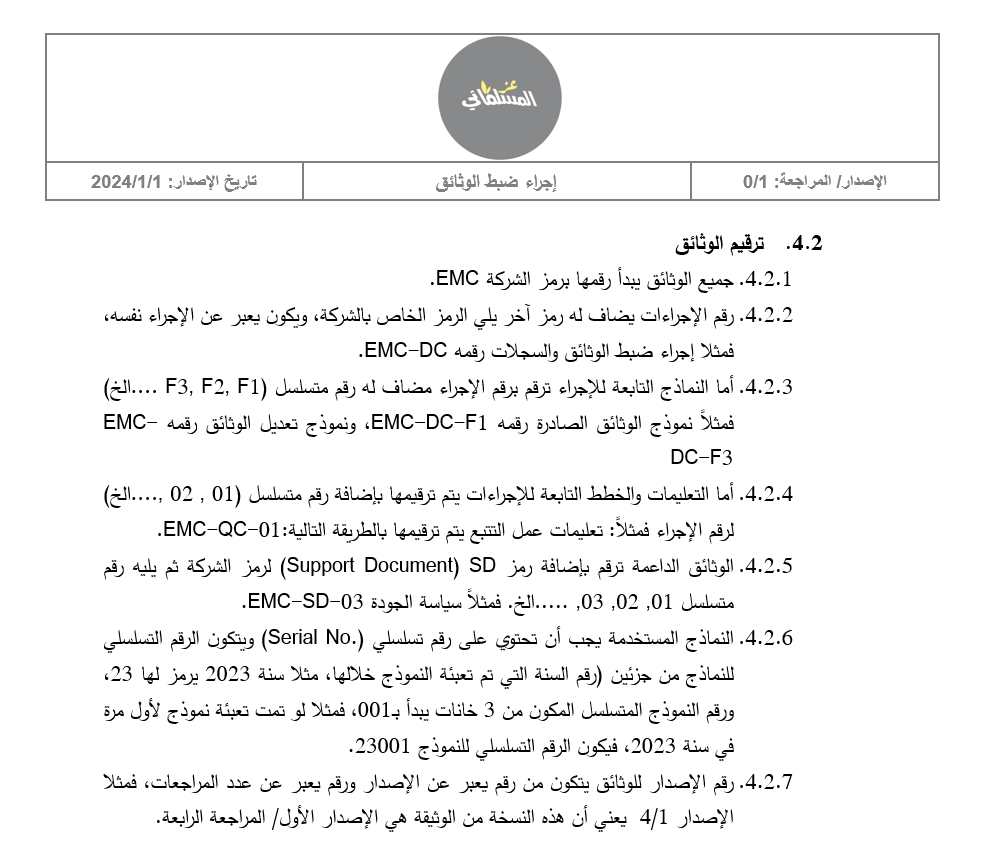 عز
المسلماني
الإصدار/ المراجعة: 0/1
إجراء ضبط الوثائق
تاريخ الإصدار: 2024/1/1
4.2. ترقيم الوثائق
4.2.1. جميع الوثائق يبدأ رقمها برمز الشركة EMC.
4.2.2. رقم الإجراءات يضاف له رمز آخر يلي الرمز الخاص بالشركة، ويكون يعبر عن الإجراء نفسه،
فمثلا إجراء ضبط الوثائق والسجلات رقمه EMC-DC.
4.2.3. أما النماذج التابعة للإجراء ترقم برقم الإجراء مضاف له رقم متسلسل (F3, F2, F1 ....الخ)
فمثلاً نموذج الوثائق الصادرة رقمه EMC-DC-F1، ونموذج تعديل الوثائق رقمه EMC-
DC-F3
4.2.4. أما التعليمات والخطط التابعة للإجراءات يتم ترقيمها بإضافة رقم متسلسل (01 , 02 ,....الخ)
لرقم الإجراء فمثلاً: تعليمات عمل التتبع يتم ترقيمها بالطريقة التالية:EMC-QC-01.
4.2.5. الوثائق الداعمة ترقم بإضافة رمز SD (Support Document) لرمز الشركة ثم يليه رقم
متسلسل 01, 02, 03, .....الخ. فمثلاً سياسة الجودة EMC-SD-03.
4.2.6. النماذج المستخدمة يجب أن تحتوي على رقم تسلسلي (Serial No.) ويتكون الرقم التسلسلي
للنماذج من جزئين (رقم السنة التي تم تعبئة النموذج خلالها، مثلا سنة 2023 يرمز لها 23،
ورقم النموذج المتسلسل المكون من 3 خانات يبدأ بـ001، فمثلا لو تمت تعبئة نموذج لأول مرة
في سنة 2023، فيكون الرقم التسلسلي للنموذج 23001.
4.2.7. رقم الإصدار للوثائق يتكون من رقم يعبر عن الإصدار ورقم يعبر عن عدد المراجعات، فمثلا
الإصدار 4/1 يعني أن هذه النسخة من الوثيقة هي الإصدار الأول/ المراجعة الرابعة.